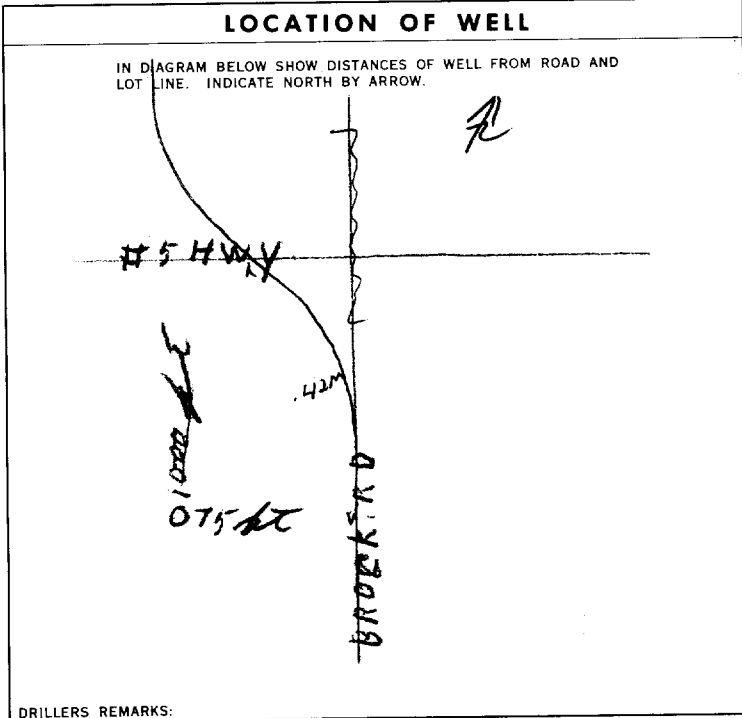 LOCATION OF WELL
IN DIAGRAM BELOW SHOW DISTANCES OF WELL FROM ROAD AND
LOT LINE. INDICATE NORTH BY ARROW.
# 5 HWY
.42M
1000
075 ft
BROCK. RD
DRILLERS REMARKS: